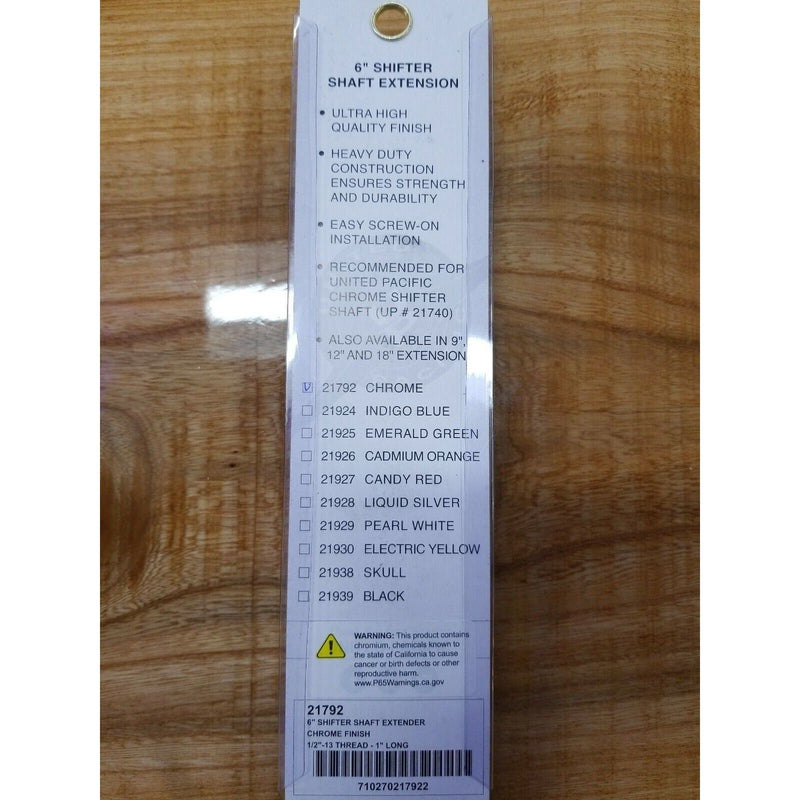 6" SHIFTER
SHAFT EXTENSION
• ULTRA HIGH
QUALITY FINISH
• HEAVY DUTY
CONSTRUCTION
ENSURES STRENGTH
AND DURABILITY
• EASY SCREW-ON
INSTALLATION
• RECOMMENDED FOR
UNITED PACIFIC
CHROME SHIFTER
SHAFT (UP # 21740)
• ALSO AVAILABLE IN 9",
12" AND 18" EXTENSION
☑ 21792 CHROME
☐ 21924 INDIGO BLUE
☐ 21925 EMERALD GREEN
☐ 21926 CADMIUM ORANGE
☐ 21927 CANDY RED
☐ 21928 LIQUID SILVER
☐ 21929 PEARL WHITE
☐ 21930 ELECTRIC YELLOW
☐ 21938 SKULL
☐ 21939 BLACK
WARNING: This product contains
chromium, chemicals known to
the state of California to cause
cancer or birth defects or other
reproductive harm.
www.P65Warnings.ca.gov
21792
6" SHIFTER SHAFT EXTENDER
CHROME FINISH
1/2"-13 THREAD - 1" LONG
710270217922